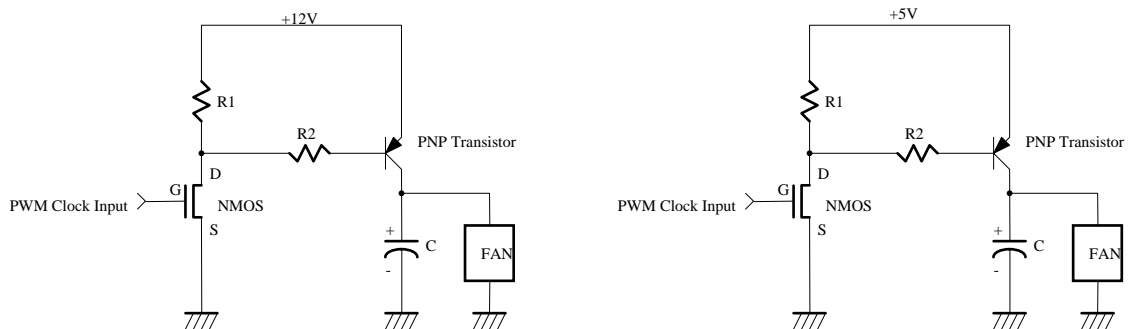 +12V
R1
R2
PNP Transistor
D
G
PWM Clock Input
NMOS
S
+
C
-
FAN
+5V
R1
R2
PNP Transistor
D
G
PWM Clock Input
NMOS
S
+
C
-
FAN